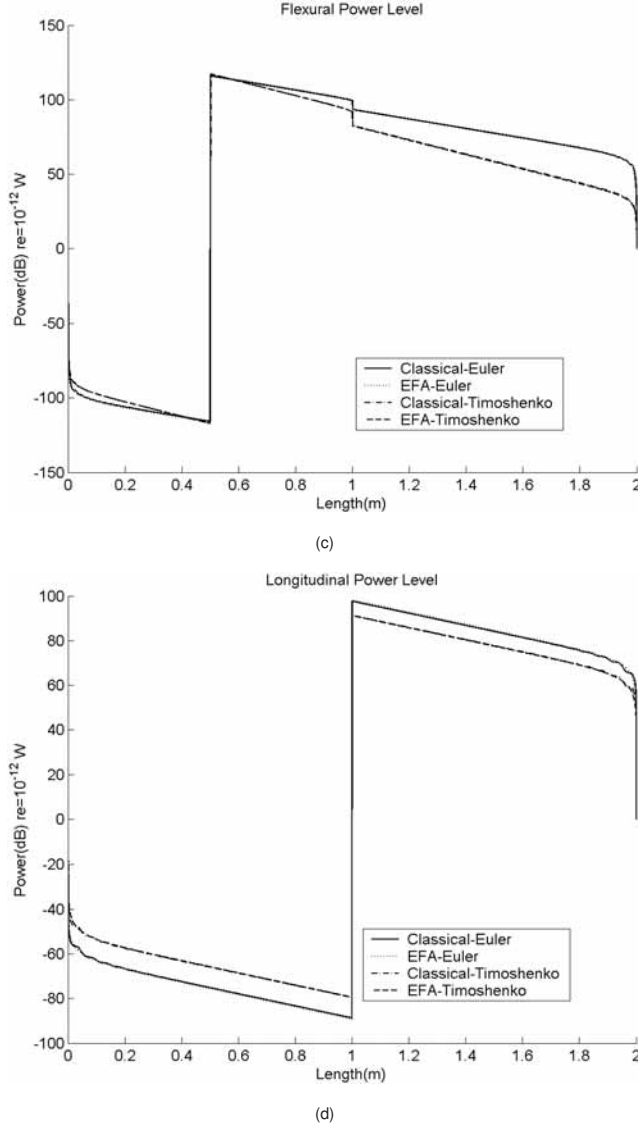 Flexural Power Level
150
100
50
0
-50
-100
-150
Power(dB) re=10⁻¹² W
Classical-Euler
EFA-Euler
Classical-Timoshenko
EFA-Timoshenko
0 0.2 0.4 0.6 0.8 1 1.2 1.4 1.6 1.8 2
Length(m)
(c)
Longitudinal Power Level
100
80
60
40
20
0
-20
-40
-60
-80
-100
Power(dB) re=10⁻¹² W
Classical-Euler
EFA-Euler
Classical-Timoshenko
EFA-Timoshenko
0 0.2 0.4 0.6 0.8 1 1.2 1.4 1.6 1.8 2
Length(m)
(d)